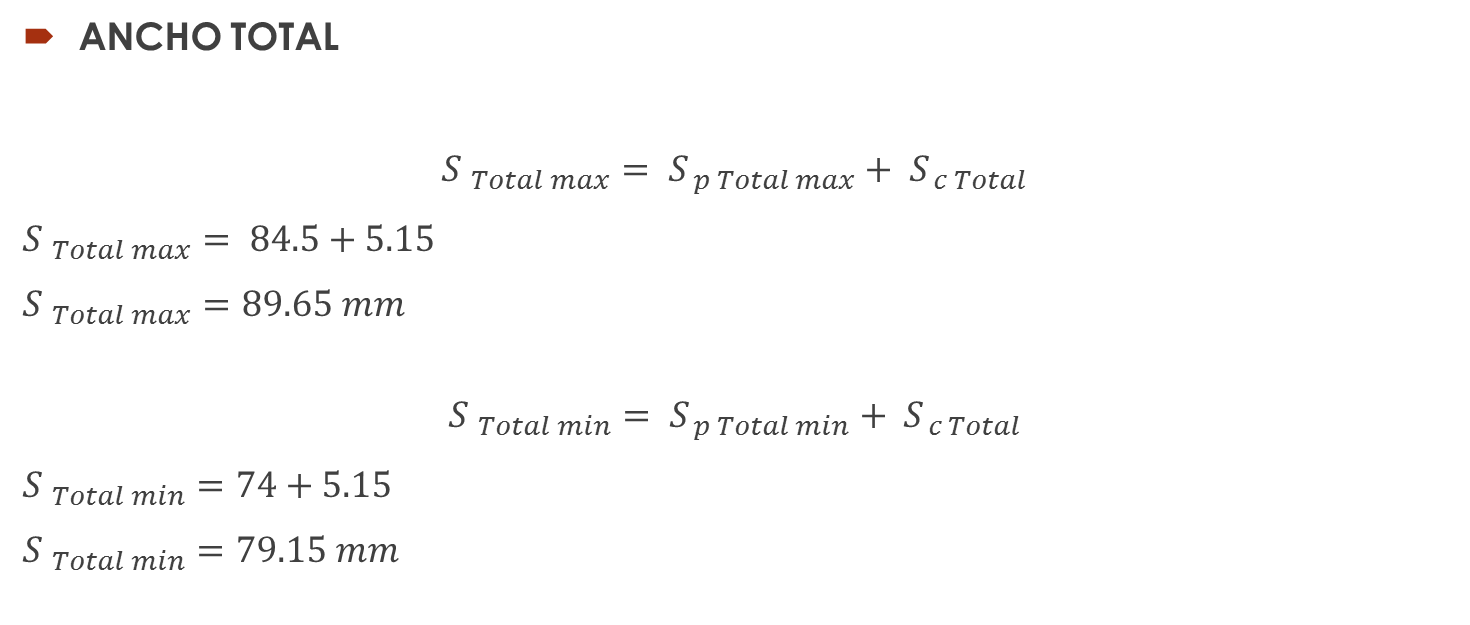 ANCHO TOTAL
S Total max = S p Total max + S c Total
S Total max = 84.5 + 5.15
S Total max = 89.65 mm
S Total min = S p Total min + S c Total
S Total min = 74 + 5.15
S Total min = 79.15 mm